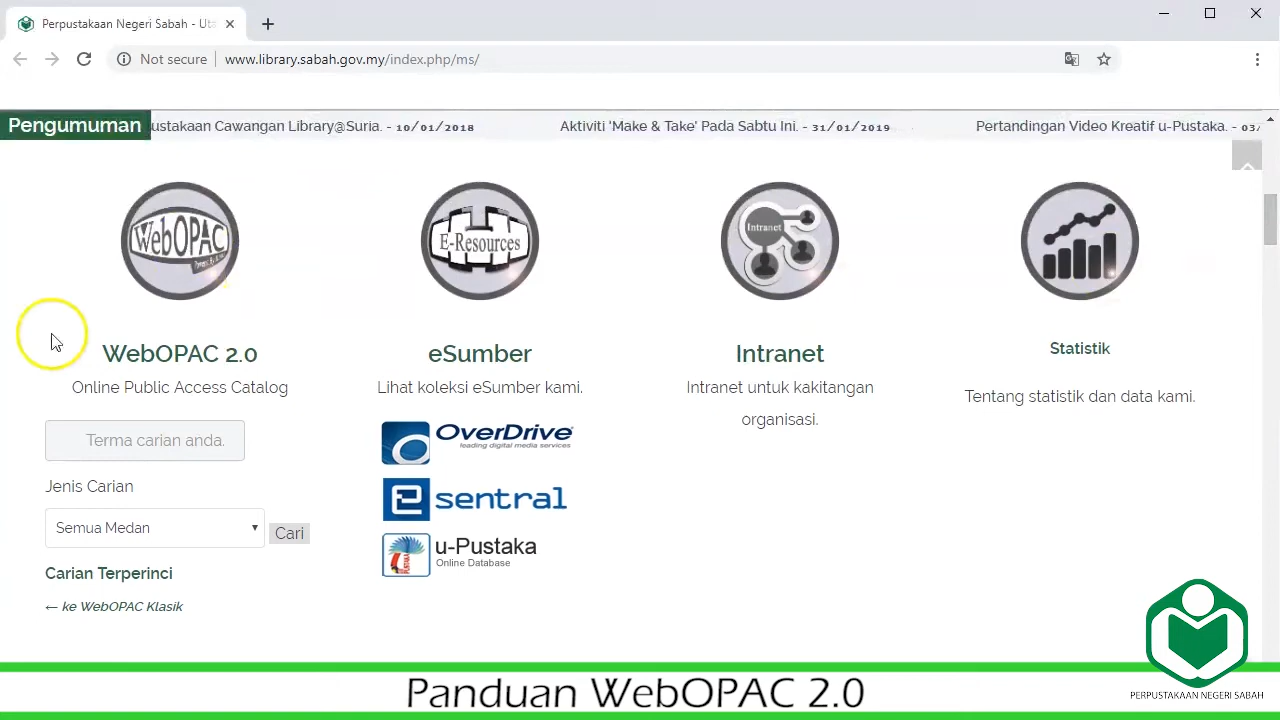 Perpustakaan Negeri Sabah - Uta
Not secure
www.library.sabah.gov.my/index.php/ms/
Pengumuman
ustakaan Cawangan Library@Suria. - 10/01/2018
Aktiviti 'Make & Take' Pada Sabtu Ini. - 31/01/2019
Pertandingan Video Kreatif u-Pustaka. - 03/
WebOPAC
E-Resources
Intranet
WebOPAC 2.0
eSumber
Intranet
Statistik
Online Public Access Catalog
Lihat koleksi eSumber kami.
Intranet untuk kakitangan
organisasi.
Tentang statistik dan data kami.
Terma carian anda.
OverDrive
leading digital media services
Jenis Carian
e sentral
Semua Medan
Cari
u-Pustaka
Online Database
Carian Terperinci
← ke WebOPAC Klasik
Panduan WebOPAC 2.0
PERPUSTAKAAN NEGERI SABAH